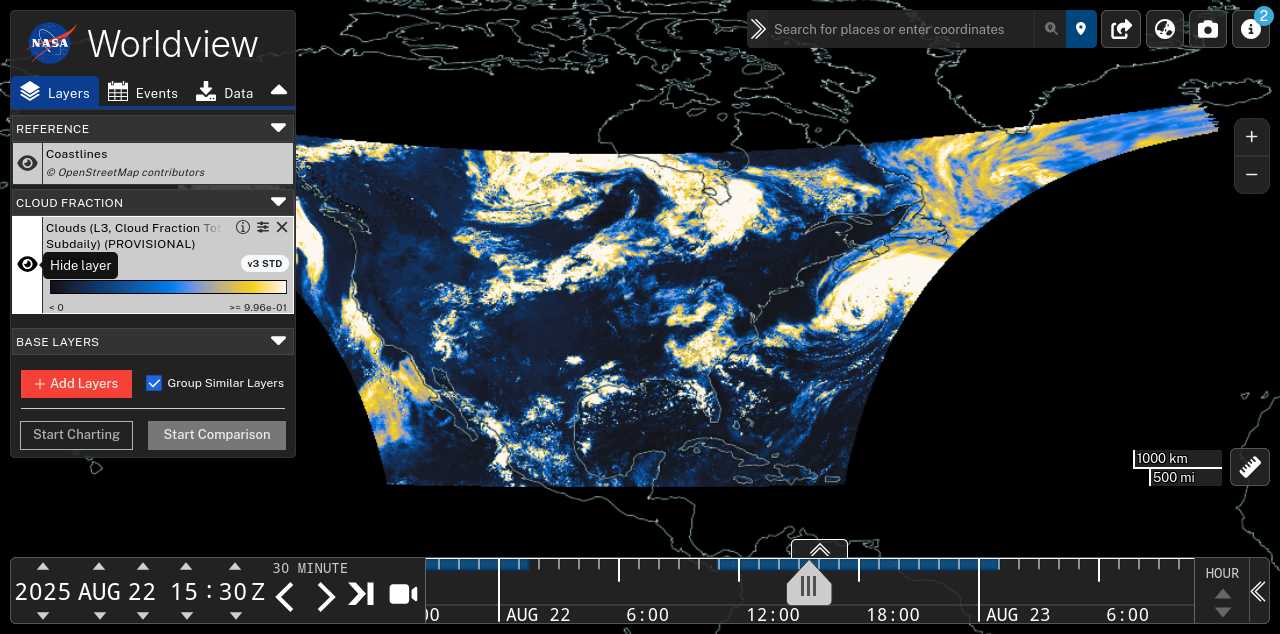 NASA
Worldview
Layers
Events
Data
Search for places or enter coordinates
2
REFERENCE
Coastlines
© OpenStreetMap contributors
CLOUD FRACTION
Clouds (L3, Cloud Fraction Tot
Subdaily) (PROVISIONAL)
Hide layer
v3 STD
< 0
>= 9.96e-01
BASE LAYERS
+ Add Layers
Group Similar Layers
Start Charting
Start Comparison
+
−
1000 km
500 mi
2025 AUG 22 15 : 30 Z
30 MINUTE
00
AUG 22
6:00
12:00
18:00
AUG 23
6:00
HOUR